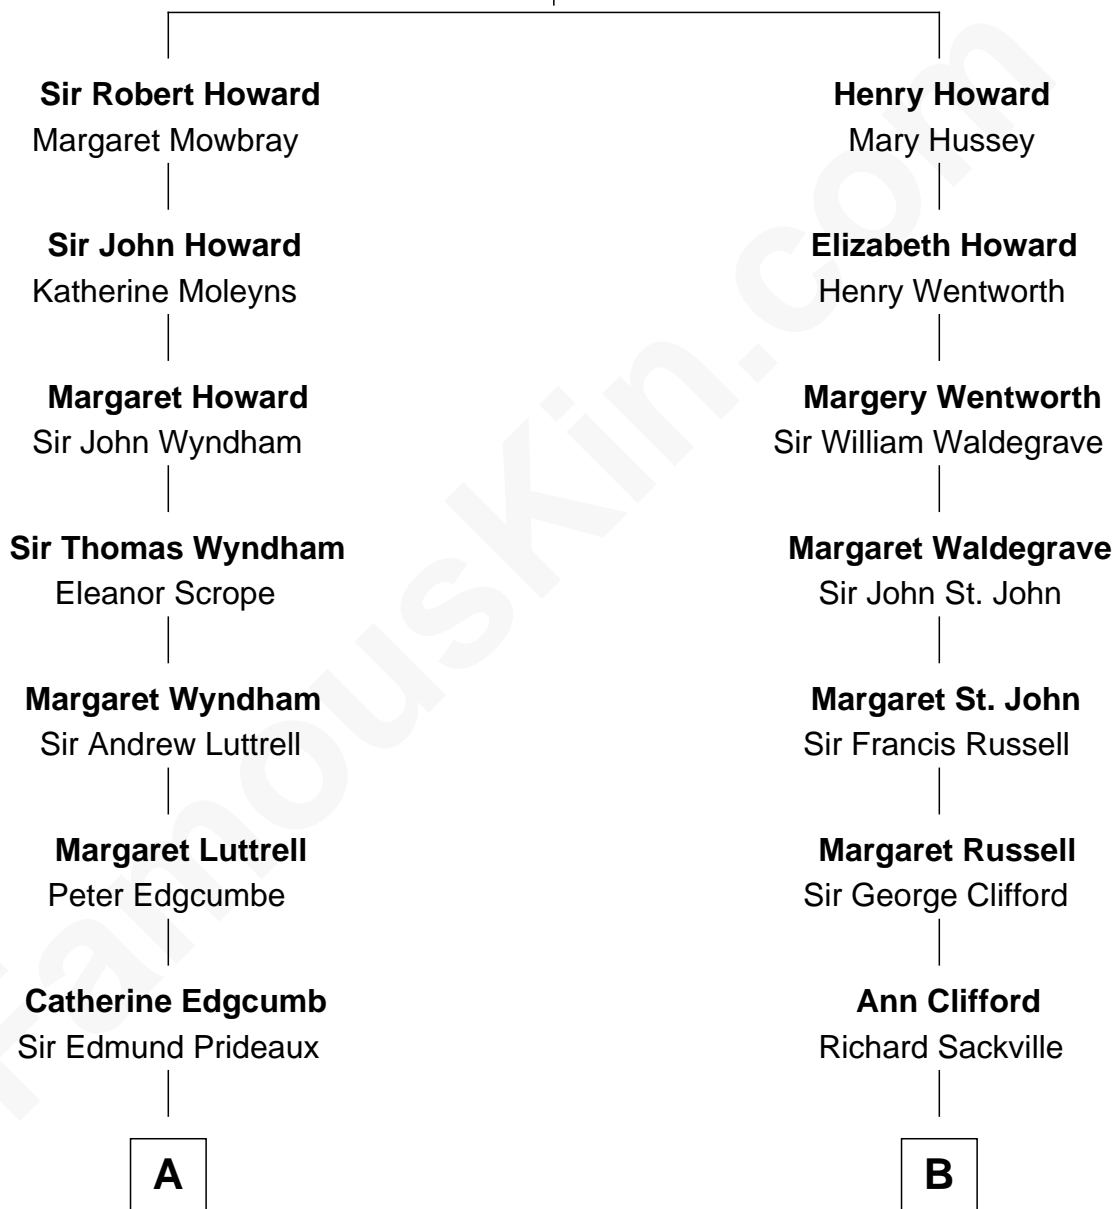 Sir Robert Howard
Margaret Mowbray
Sir John Howard
Katherine Moleyns
Margaret Howard
Sir John Wyndham
Sir Thomas Wyndham
Eleanor Scrope
Margaret Wyndham
Sir Andrew Luttrell
Margaret Luttrell
Peter Edgcumbe
Catherine Edgcumb
Sir Edmund Prideaux
A
Henry Howard
Mary Hussey
Elizabeth Howard
Henry Wentworth
Margery Wentworth
Sir William Waldegrave
Margaret Waldegrave
Sir John St. John
Margaret St. John
Sir Francis Russell
Margaret Russell
Sir George Clifford
Ann Clifford
Richard Sackville
B
FamousKin.com